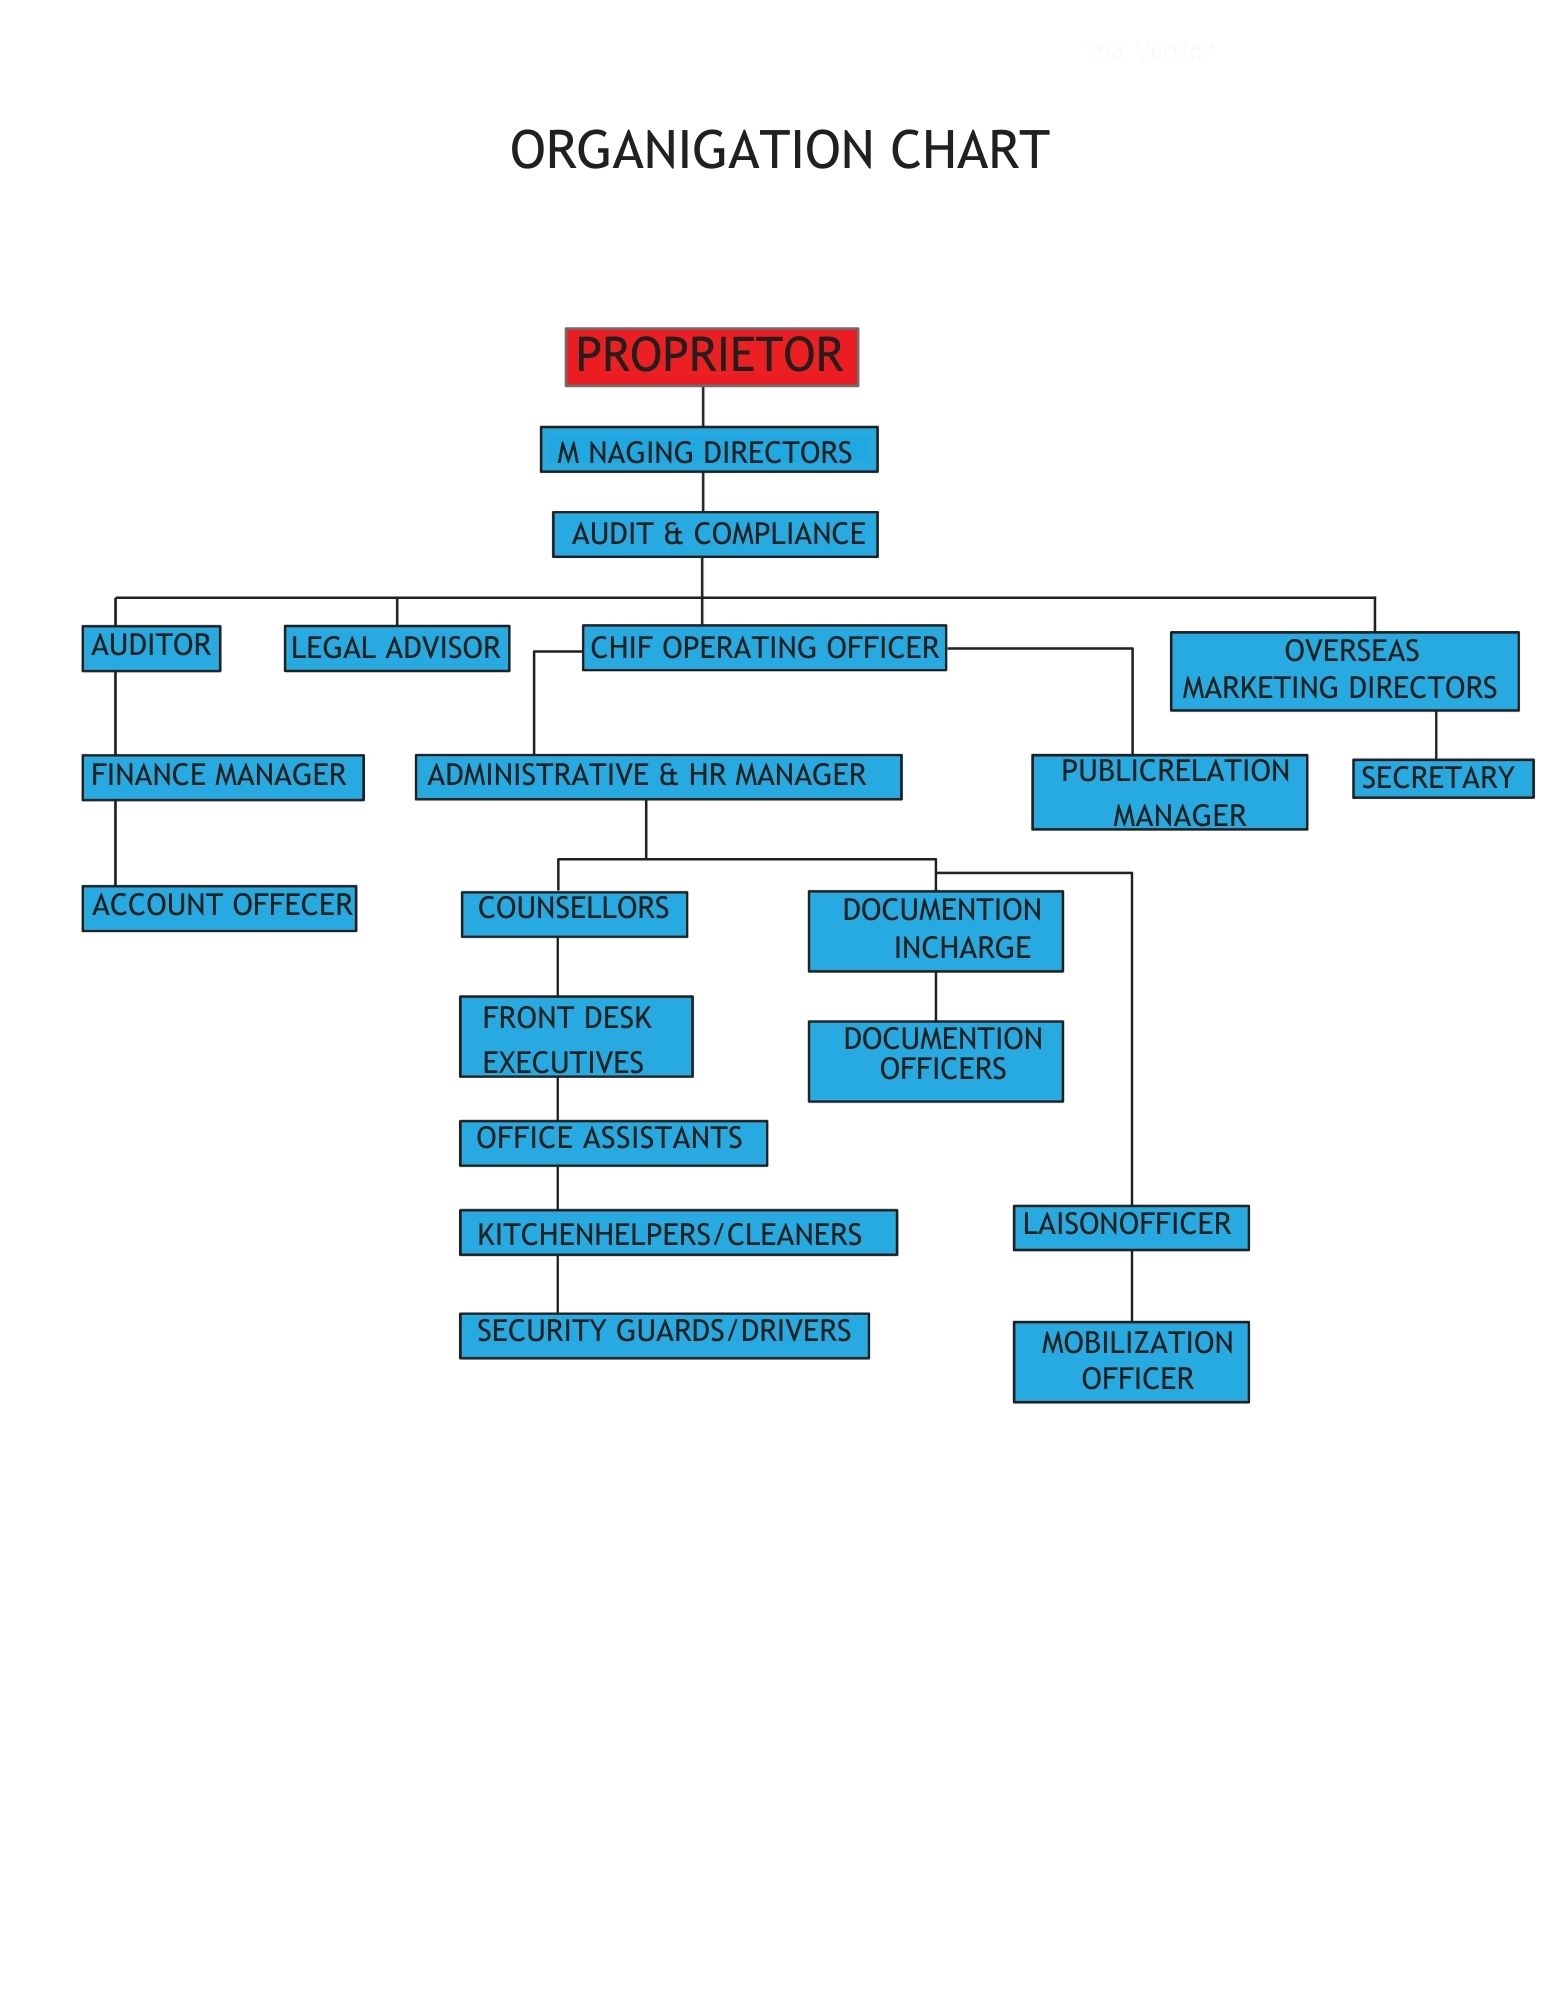 ORGANIGATION CHART
PROPRIETOR
M NAGING DIRECTORS
AUDIT & COMPLIANCE
AUDITOR
LEGAL ADVISOR
CHIF OPERATING OFFICER
OVERSEAS
MARKETING DIRECTORS
FINANCE MANAGER
ADMINISTRATIVE & HR MANAGER
PUBLICRELATION
MANAGER
SECRETARY
ACCOUNT OFFECER
COUNSELLORS
DOCUMENTION
INCHARGE
FRONT DESK
EXECUTIVES
DOCUMENTION
OFFICERS
OFFICE ASSISTANTS
KITCHENHELPERS/CLEANERS
LAISONOFFICER
SECURITY GUARDS/DRIVERS
MOBILIZATION
OFFICER